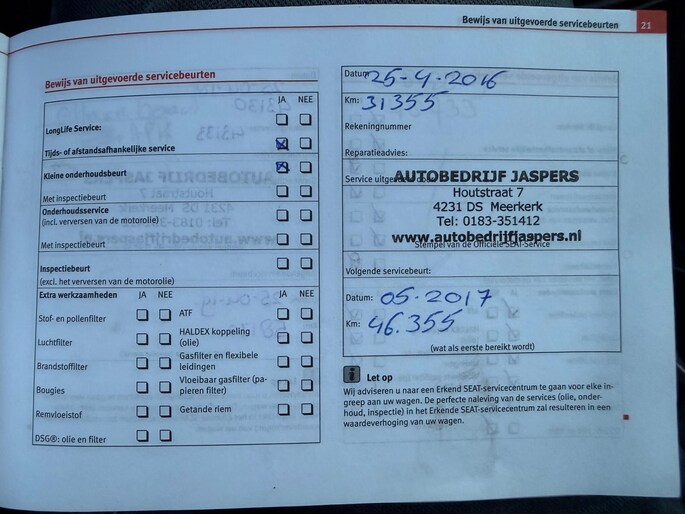 Bewijs van uitgevoerde servicebeurten 21
Bewijs van uitgevoerde servicebeurten
JA NEE
LongLife Service:
Tijds- of afstandsafhankelijke service
Kleine onderhoudsbeurt
Met inspectiebeurt
Onderhoudsservice
(incl. verversen van de motorolie)
Met inspectiebeurt
Inspectiebeurt
(excl. het verversen van de motorolie)
Extra werkzaamheden JA NEE JA NEE
Stof- en pollenfilter
ATF
Luchtfilter
HALDEX koppeling
(olie)
Brandstoffilter
Gasfilter en flexibele
leidingen
Bougies
Vloeibaar gasfilter (pa-
pieren filter)
Remvloeistof
Getande riem
DSG®: olie en filter
Datum: 25-4-2016
Km: 31355
Rekeningnummer
Reparatieadvies:
Service uitgevoerd door:
AUTOBEDRIJF JASPERS
Houtstraat 7
4231 DS Meerkerk
Tel: 0183-351412
www.autobedrijfjaspers.nl
Stempel van de Officiële SEAT-Service
Volgende servicebeurt:
Datum: 05-2017
Km: 46.355
(wat als eerste bereikt wordt)
Let op
Wij adviseren u naar een Erkend SEAT-servicecentrum te gaan voor elke in-
greep aan uw wagen. De perfecte naleving van de services (olie, onder-
houd, inspectie) in het Erkende SEAT-servicecentrum zal resulteren in een
waardeverhoging van uw wagen.